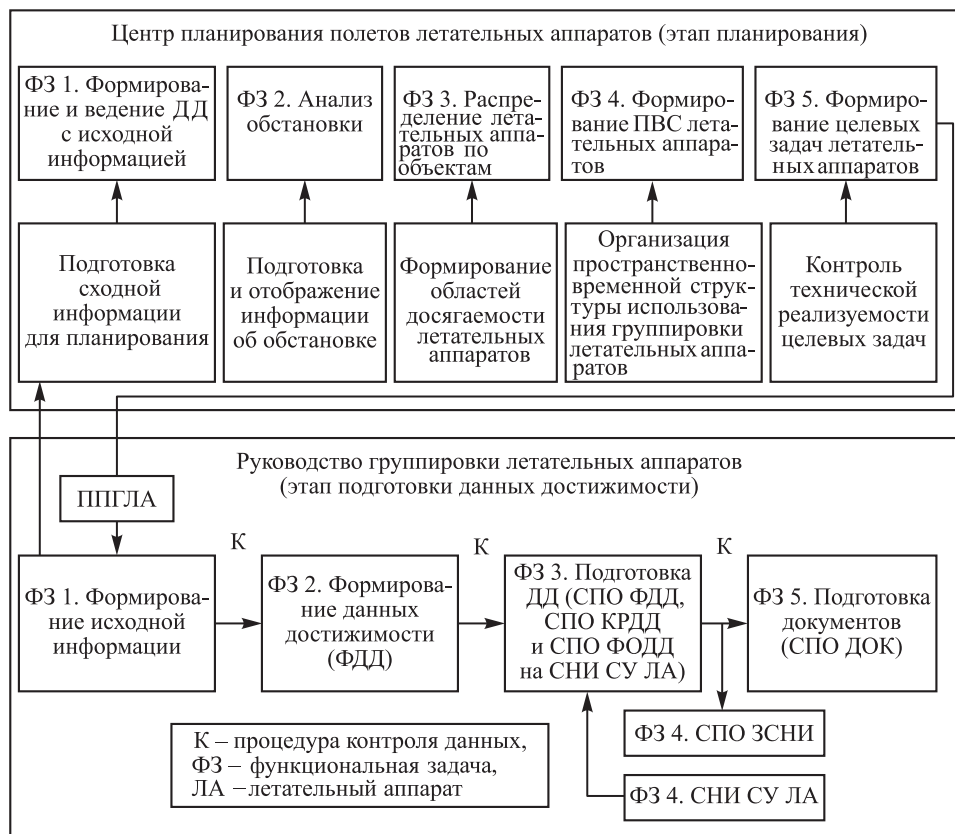 Центр планирования полетов летательных аппаратов (этап планирования)
ФЗ 1. Формирова-
ние и ведение ДД
с исходной
информацией
ФЗ 2. Анализ
обстановки
ФЗ 3. Распре-
деление лета-
тельных аппа-
ратов по
объектам
ФЗ 4. Формиро-
вание ПВС лета-
тельных аппара-
тов
ФЗ 5. Формиро-
вание целевых
задач летатель-
ных аппаратов
Подготовка
сходной
информации
для планирования
Подготовка
и отображение
информации
об обстановке
Формирование
областей
досягаемости
летательных
аппаратов
Организация
пространственно-
временной струк-
туры использова-
ния группировки
летательных аппа-
ратов
Контроль
технической
реализуемости
целевых задач
Руководство группировки летательных аппаратов
(этап подготовки данных достижимости)
ППГЛА
К
К
К
ФЗ 1. Формирова-
ние исходной
информации
ФЗ 2. Формирова-
ние данных
достижимости
(ФДД)
ФЗ 3. Подготовка
ДД (СПО ФДД,
СПО КРДД
и СПО ФОДД
на СНИ СУ ЛА)
ФЗ 5. Подготовка
документов
(СПО ДОК)
ФЗ 4. СПО ЗСНИ
ФЗ 4. СНИ СУ ЛА
К – процедура контроля данных,
ФЗ – функциональная задача,
ЛА – летательный аппарат